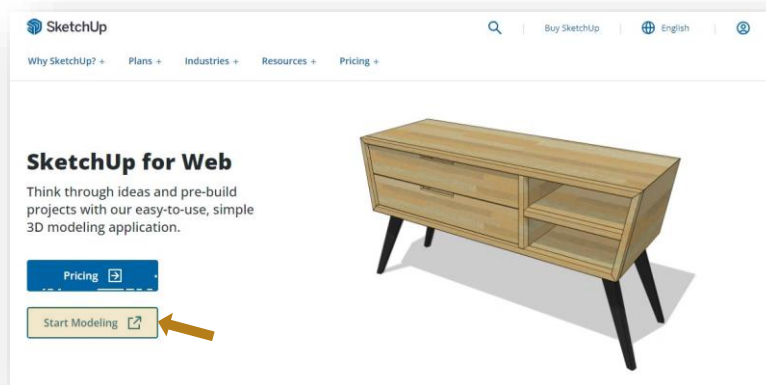 SketchUp
Buy SketchUp
English
Why SketchUp? +
Plans +
Industries +
Resources +
Pricing +
SketchUp for Web
Think through ideas and pre-build
projects with our easy-to-use, simple
3D modeling application.
Pricing
Start Modeling